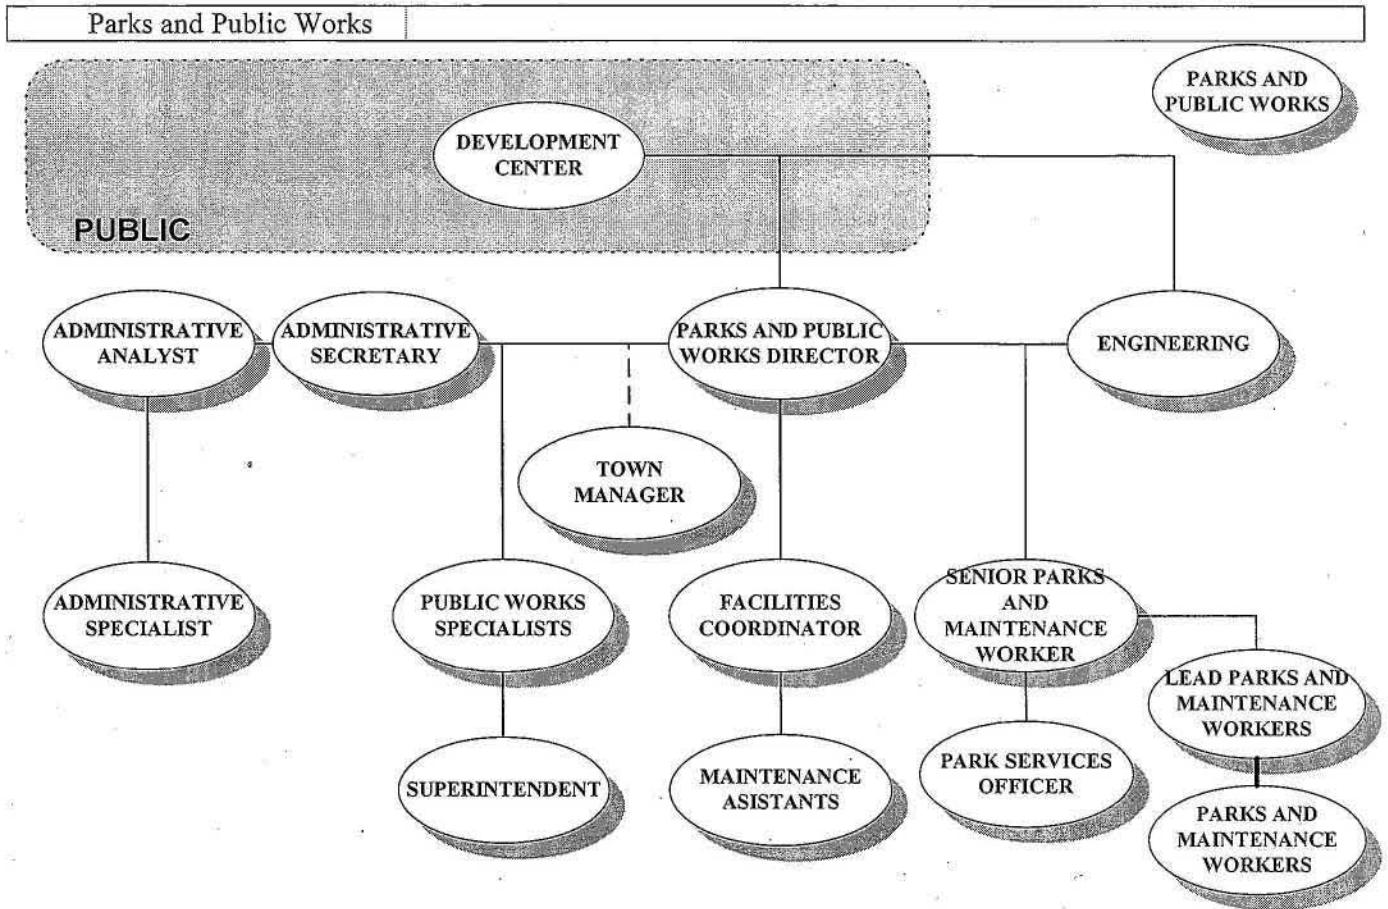 Parks and Public Works
PARKS AND
PUBLIC WORKS
DEVELOPMENT
CENTER
PUBLIC
ADMINISTRATIVE
ANALYST
ADMINISTRATIVE
SECRETARY
PARKS AND PUBLIC
WORKS DIRECTOR
ENGINEERING
TOWN
MANAGER
ADMINISTRATIVE
SPECIALIST
PUBLIC WORKS
SPECIALISTS
FACILITIES
COORDINATOR
SENIOR PARKS
AND
MAINTENANCE
WORKER
LEAD PARKS AND
MAINTENANCE
WORKERS
SUPERINTENDENT
MAINTENANCE
ASISTANTS
PARK SERVICES
OFFICER
PARKS AND
MAINTENANCE
WORKERS